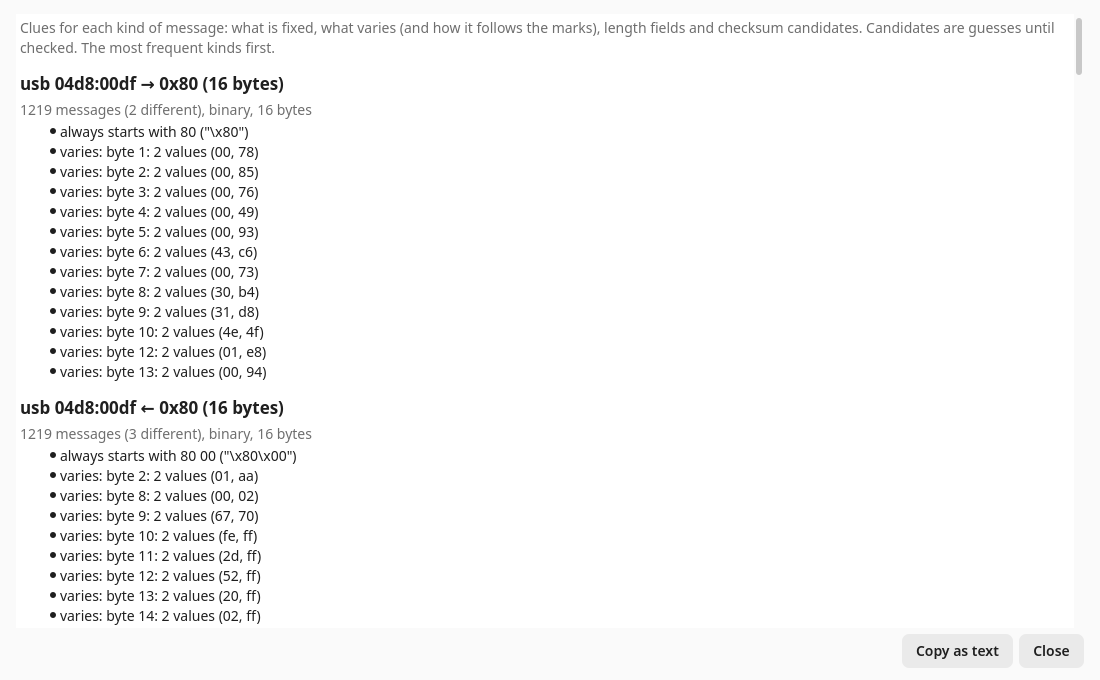 Clues for each kind of message: what is fixed, what varies (and how it follows the marks), length fields and checksum candidates. Candidates are guesses until
checked. The most frequent kinds first.
usb 04d8:00df → 0x80 (16 bytes)
1219 messages (2 different), binary, 16 bytes
• always starts with 80 ("\x80")
• varies: byte 1: 2 values (00, 78)
• varies: byte 2: 2 values (00, 85)
• varies: byte 3: 2 values (00, 76)
• varies: byte 4: 2 values (00, 49)
• varies: byte 5: 2 values (00, 93)
• varies: byte 6: 2 values (43, c6)
• varies: byte 7: 2 values (00, 73)
• varies: byte 8: 2 values (30, b4)
• varies: byte 9: 2 values (31, d8)
• varies: byte 10: 2 values (4e, 4f)
• varies: byte 12: 2 values (01, e8)
• varies: byte 13: 2 values (00, 94)
usb 04d8:00df ← 0x80 (16 bytes)
1219 messages (3 different), binary, 16 bytes
• always starts with 80 00 ("\x80\x00")
• varies: byte 2: 2 values (01, aa)
• varies: byte 8: 2 values (00, 02)
• varies: byte 9: 2 values (67, 70)
• varies: byte 10: 2 values (fe, ff)
• varies: byte 11: 2 values (2d, ff)
• varies: byte 12: 2 values (52, ff)
• varies: byte 13: 2 values (20, ff)
• varies: byte 14: 2 values (02, ff)
Copy as text
Close